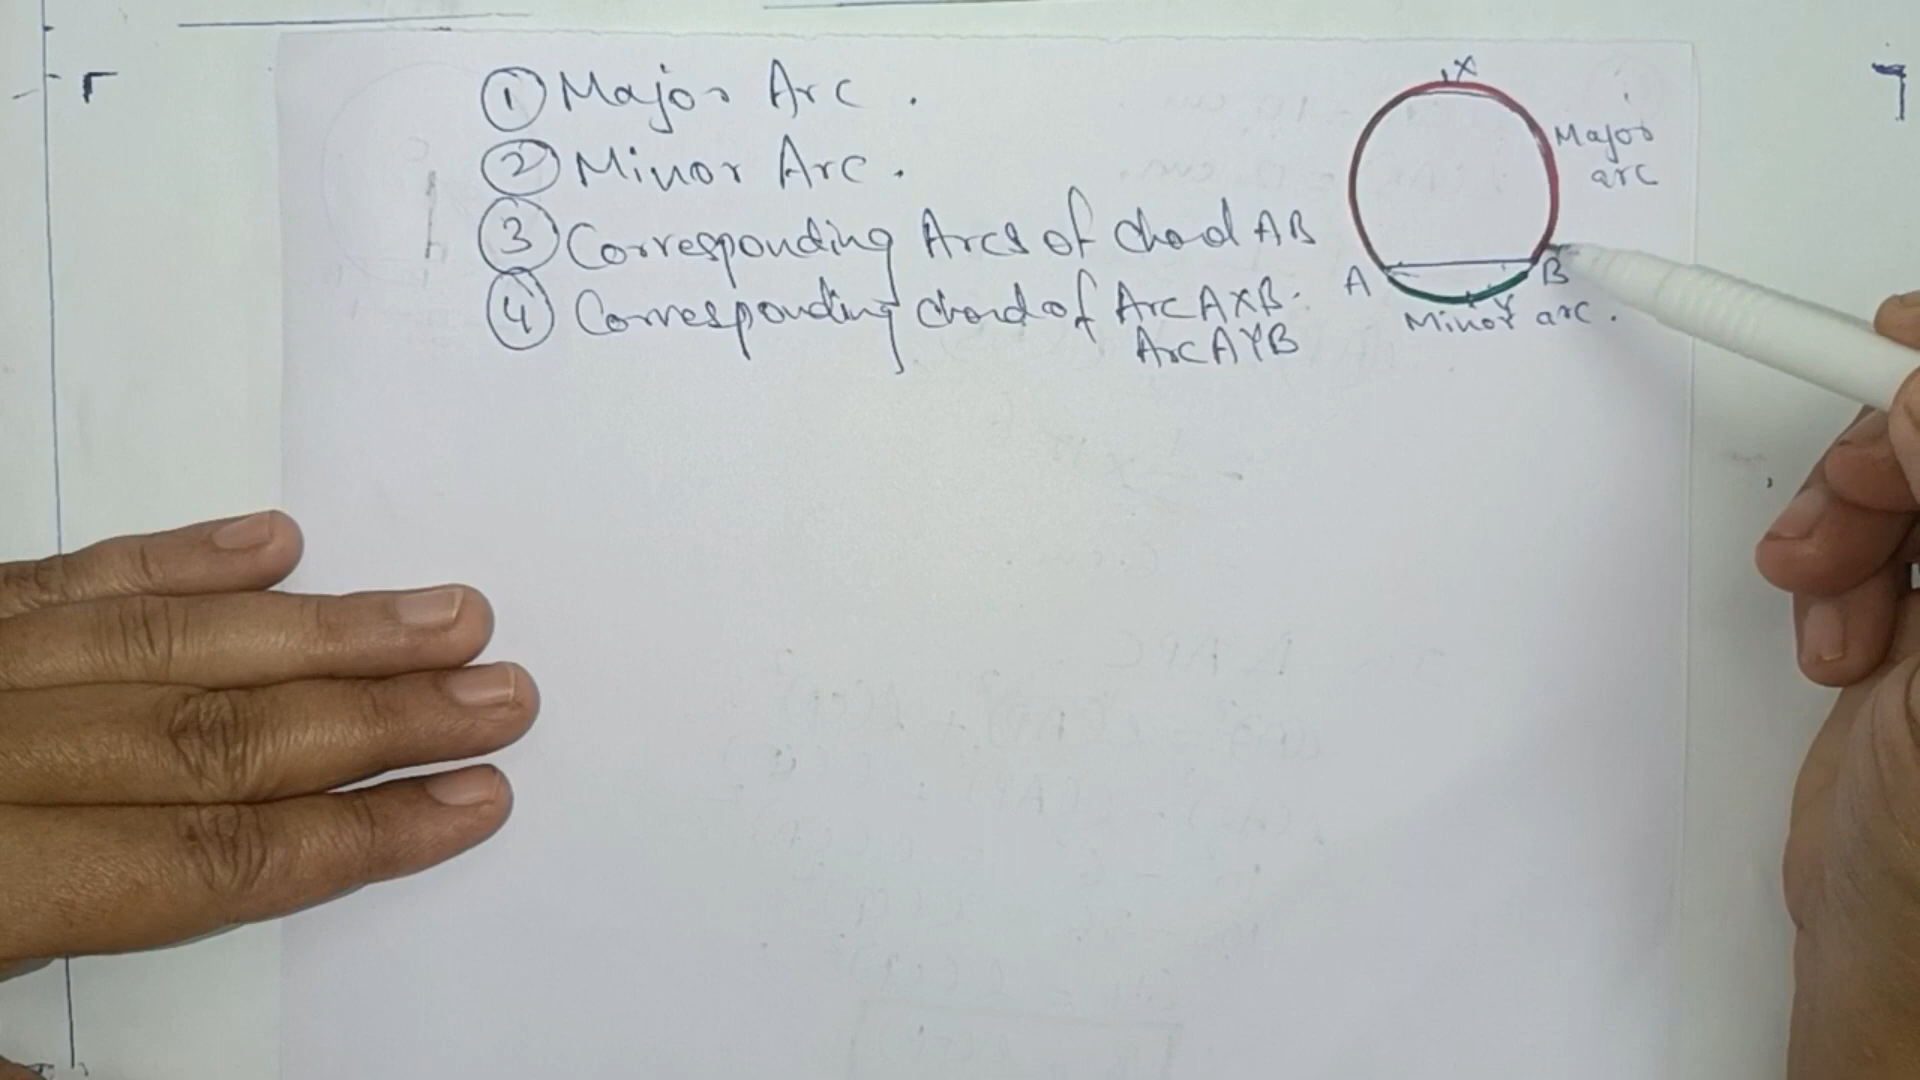 ① Major Arc .
② Minor Arc .
③ Corresponding Arcs of chord AB
④ Corresponding chord of Arc AXB.
Arc AYB
X
Major
arc
A
B
Y
Minor arc .